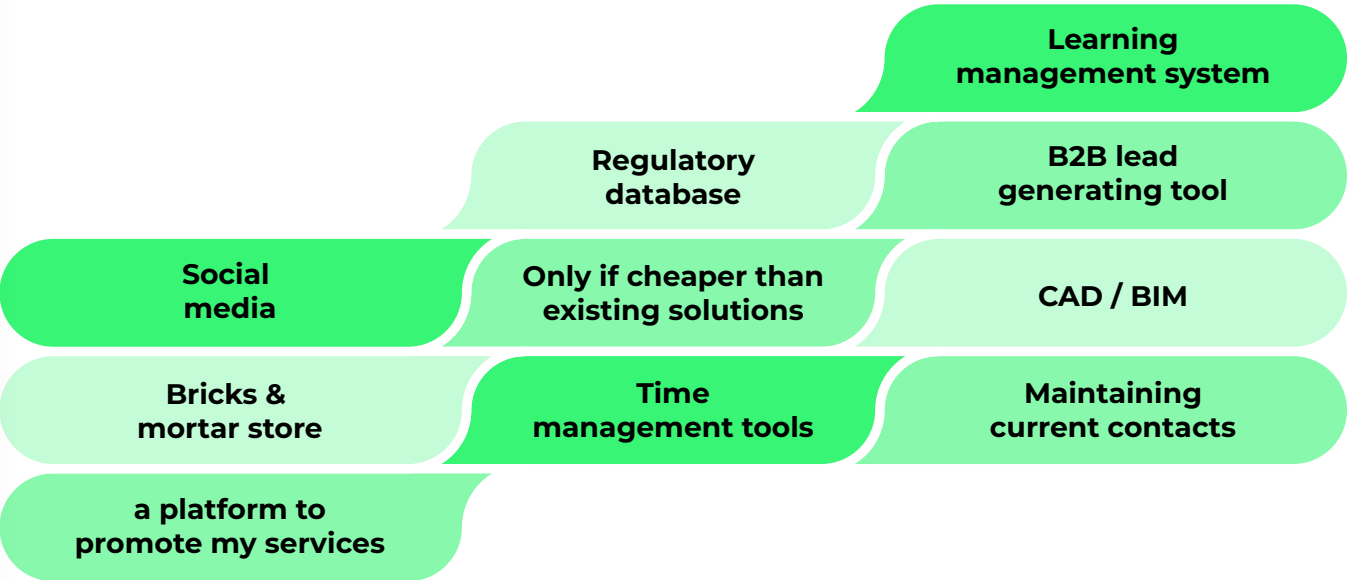 Learning
management system
Regulatory
database
B2B lead
generating tool
Social
media
Only if cheaper than
existing solutions
CAD / BIM
Bricks &
mortar store
Time
management tools
Maintaining
current contacts
a platform to
promote my services